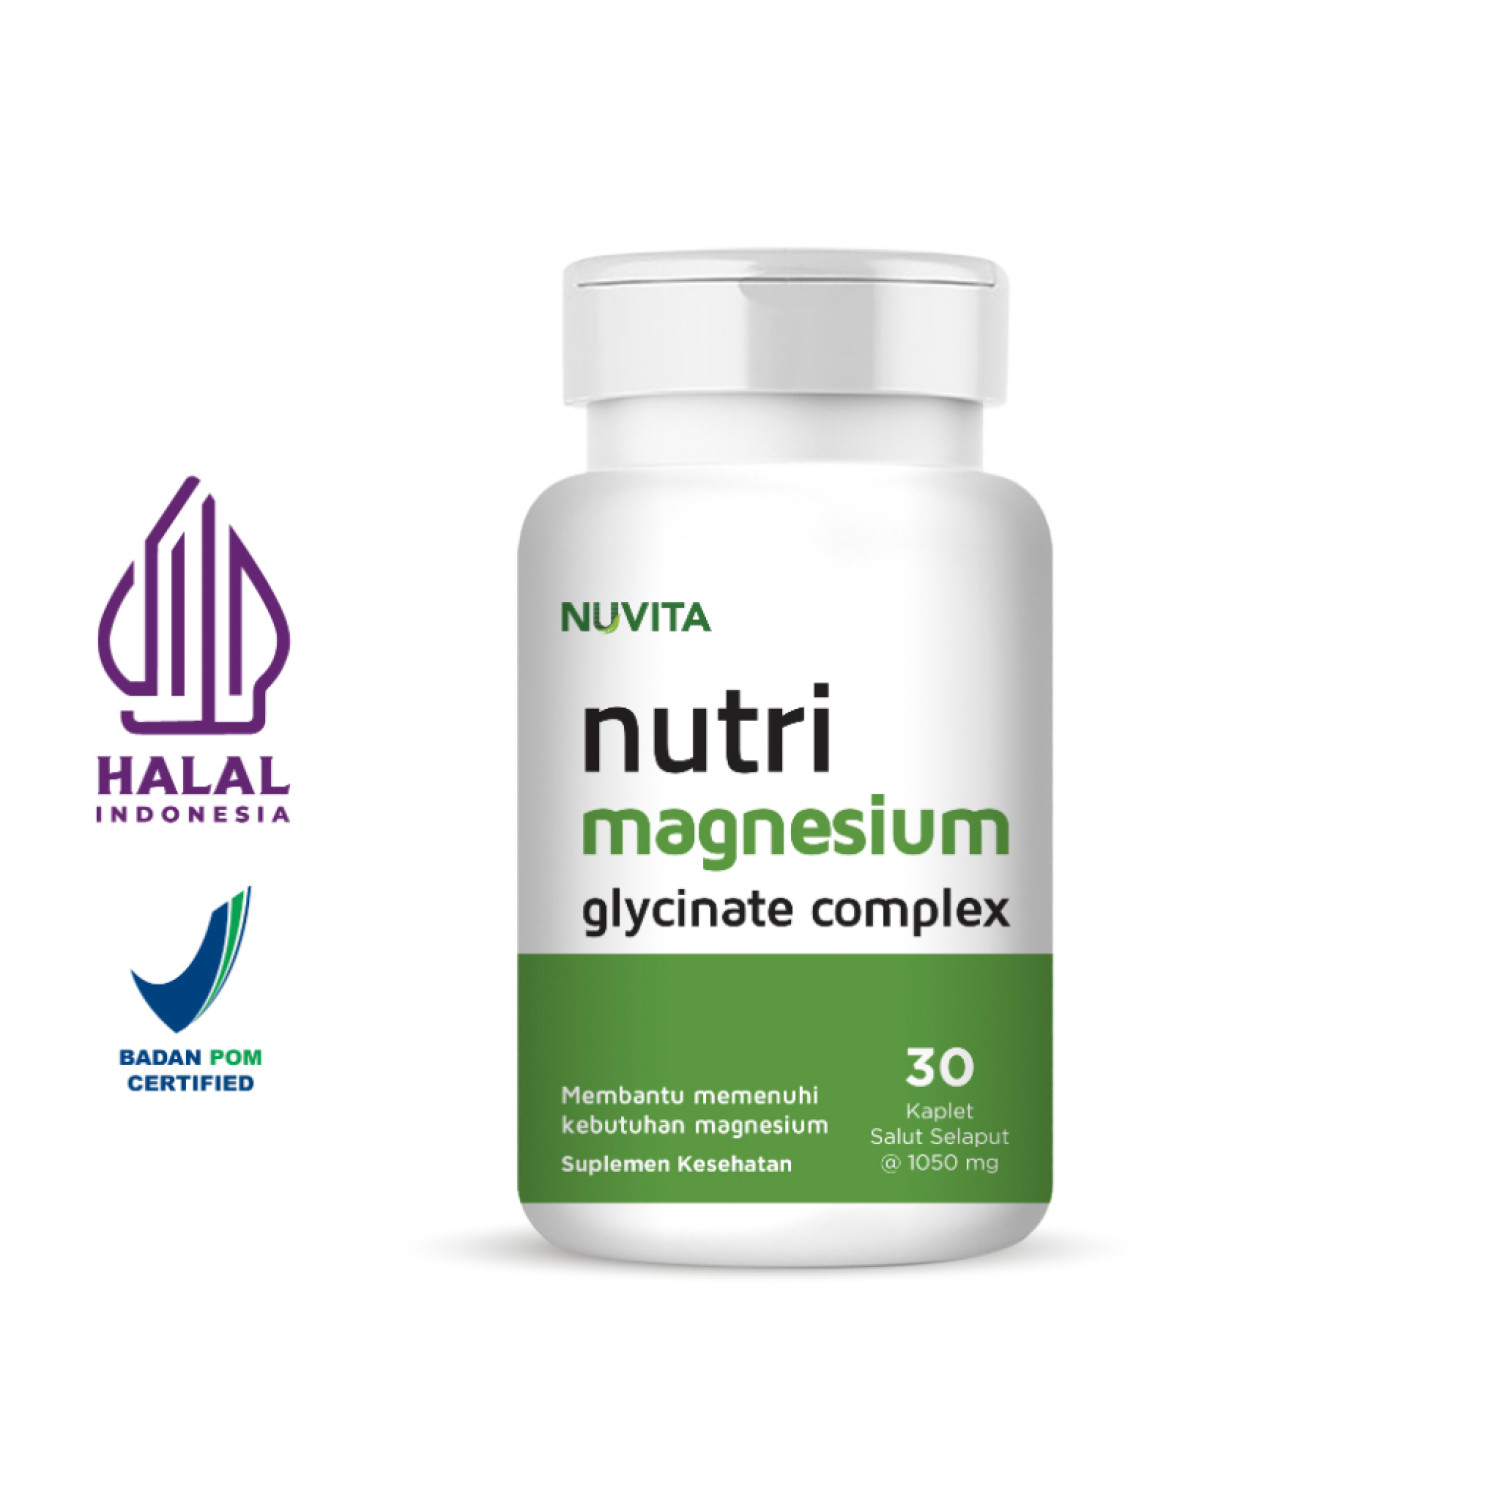 HALAL
INDONESIA
BADAN POM
CERTIFIED
NUVITA
nutri
magnesium
glycinate complex
Membantu memenuhi
kebutuhan magnesium
Suplemen Kesehatan
30
Kaplet
Salut Selaput
@ 1050 mg